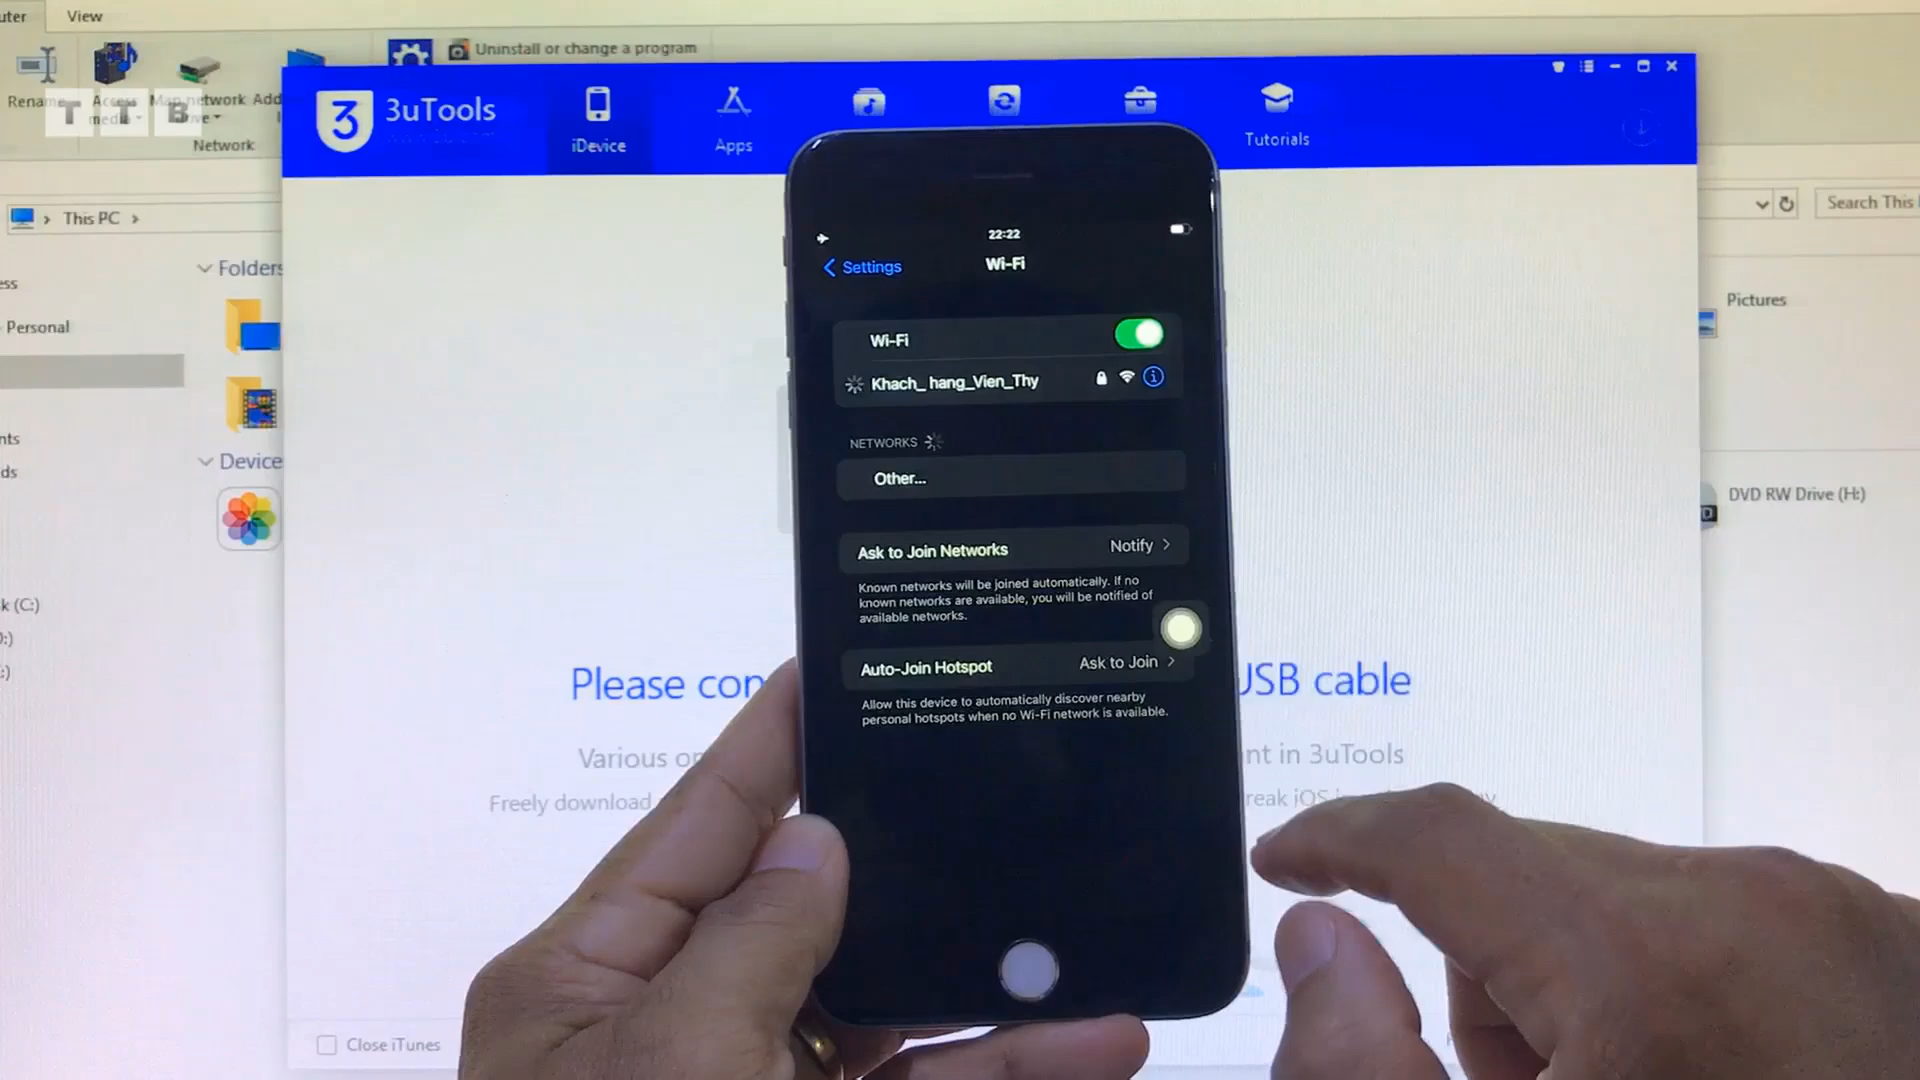 View
Uninstall or change a program
Network
T T B
3uTools
iDevice
Apps
Tutorials
This PC
Search This
Folders
Personal
Pictures
Device
DVD RW Drive (H:)
k (C:)
22:22
Settings
Wi-Fi
Wi-Fi
Khach_ hang_Vien_Thy
NETWORKS
Other...
Ask to Join Networks
Notify
Known networks will be joined automatically. If no
known networks are available, you will be notified of
available networks.
Auto-Join Hotspot
Ask to Join
Allow this device to automatically discover nearby
personal hotspots when no Wi-Fi network is available.
Please con
USB cable
Various
in 3uTools
Freely download
Close iTunes